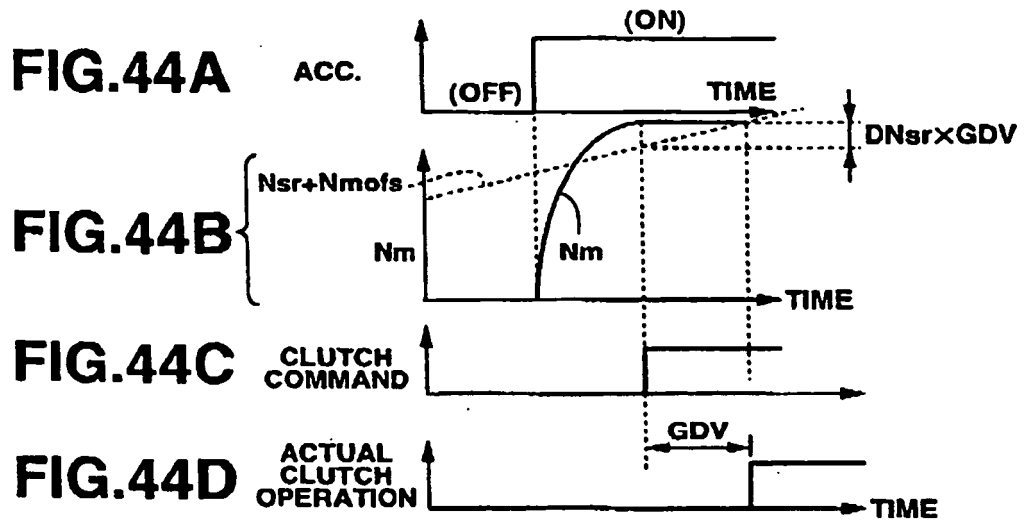 FIG.44A
ACC.
(OFF)
(ON)
TIME
DNsr×GDV
FIG.44B
Nsr+Nmofs
Nm
Nm
TIME
FIG.44C
CLUTCH
COMMAND
GDV
FIG.44D
ACTUAL
CLUTCH
OPERATION
TIME